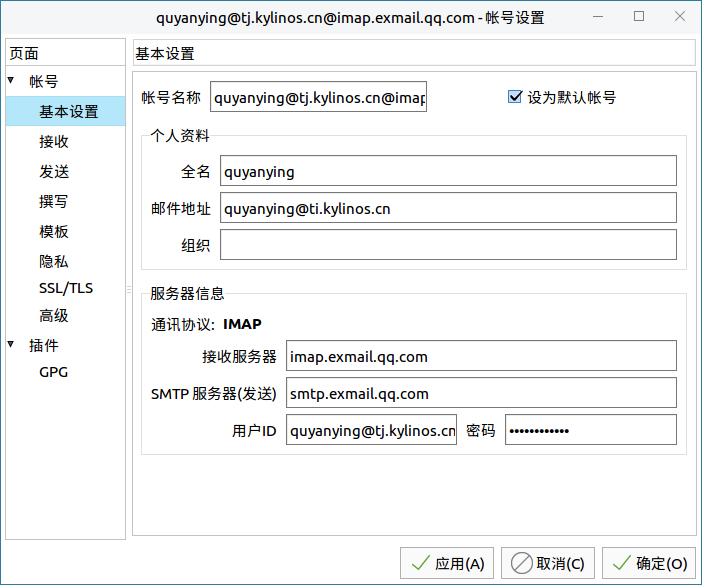 quyanying@tj.kylinos.cn@imap.exmail.qq.com - 帐号设置
页面
帐号
基本设置
接收
发送
撰写
模板
隐私
SSL/TLS
高级
插件
GPG
基本设置
帐号名称 quyanying@tj.kylinos.cn@imap 设为默认帐号
个人资料
全名 quyanying
邮件地址 quyanying@ti.kylinos.cn
组织
服务器信息
通讯协议: IMAP
接收服务器 imap.exmail.qq.com
SMTP 服务器(发送) smtp.exmail.qq.com
用户ID quyanying@tj.kylinos.cn 密码 ••••••••••••
应用(A) 取消(C) 确定(O)